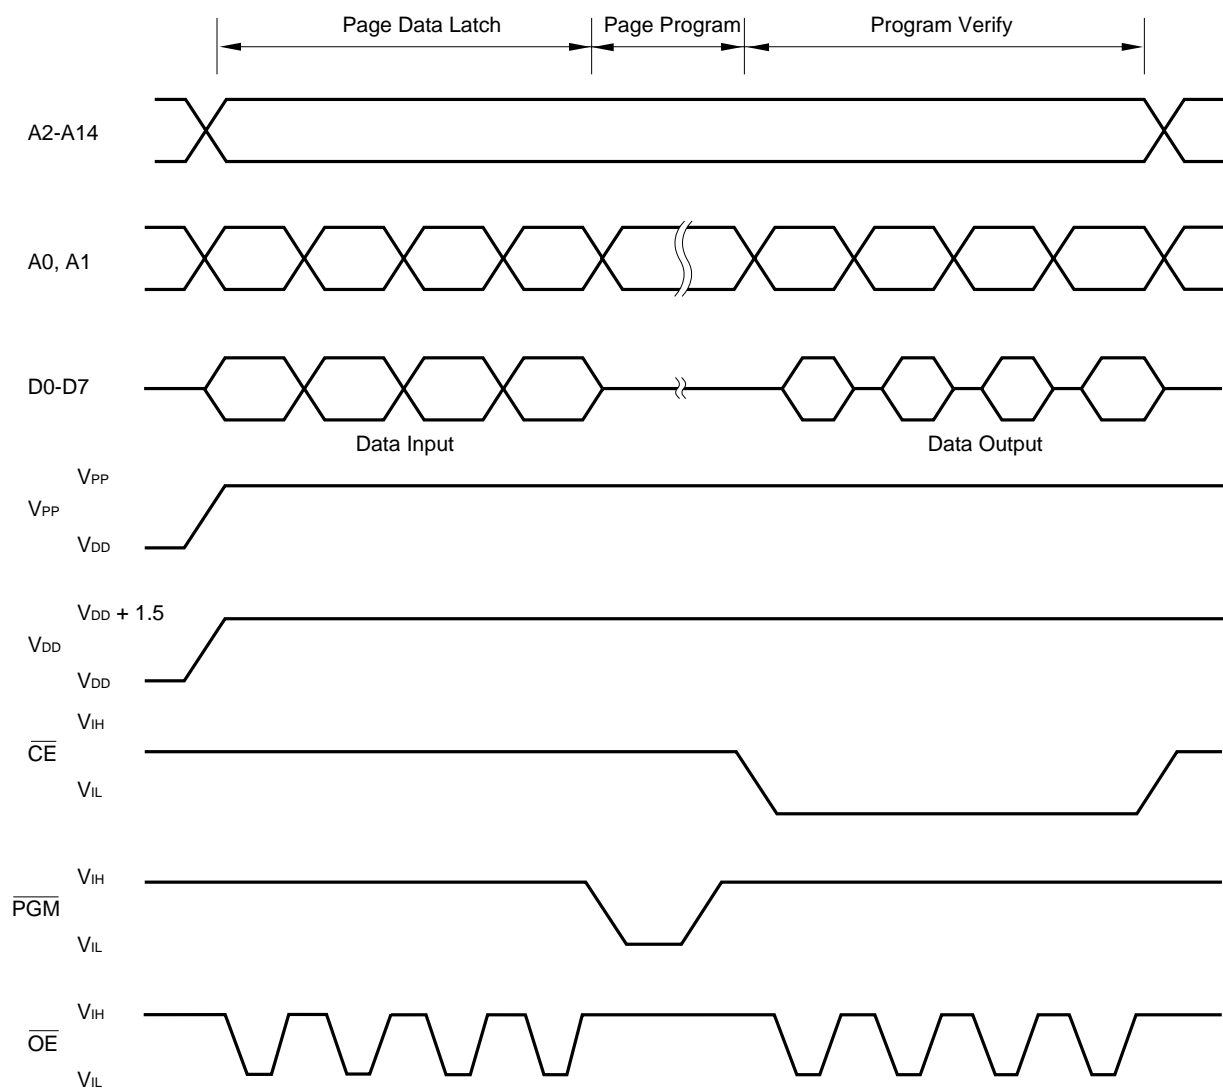 Page Data Latch Page Program Program Verify
A2-A14
A0, A1
D0-D7
Data Input Data Output
VPP
VPP
VDD
VDD + 1.5
VDD
VDD
VIH
CE
VIL
VIH
PGM
VIL
VIH
OE
VIL